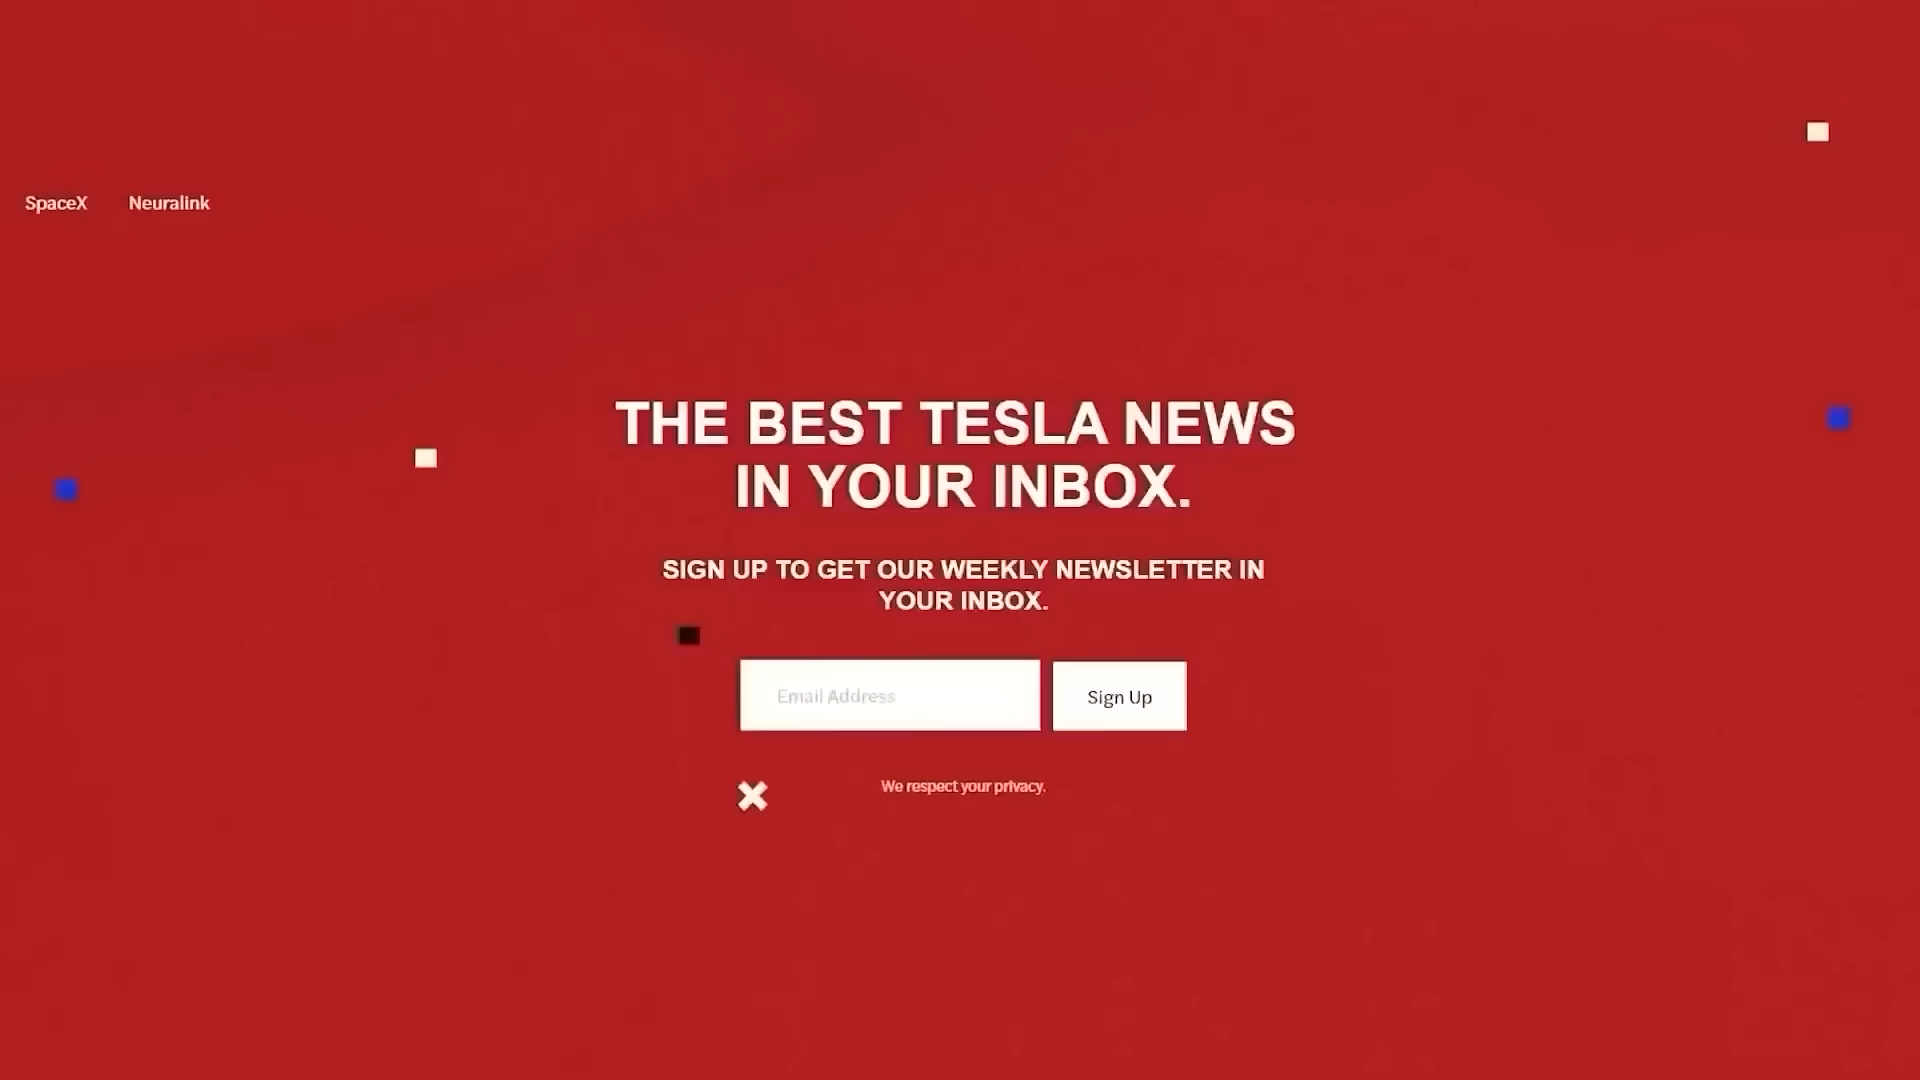 SpaceX Neuralink
THE BEST TESLA NEWS
IN YOUR INBOX.
SIGN UP TO GET OUR WEEKLY NEWSLETTER IN
YOUR INBOX.
Email Address
Sign Up
We respect your privacy.